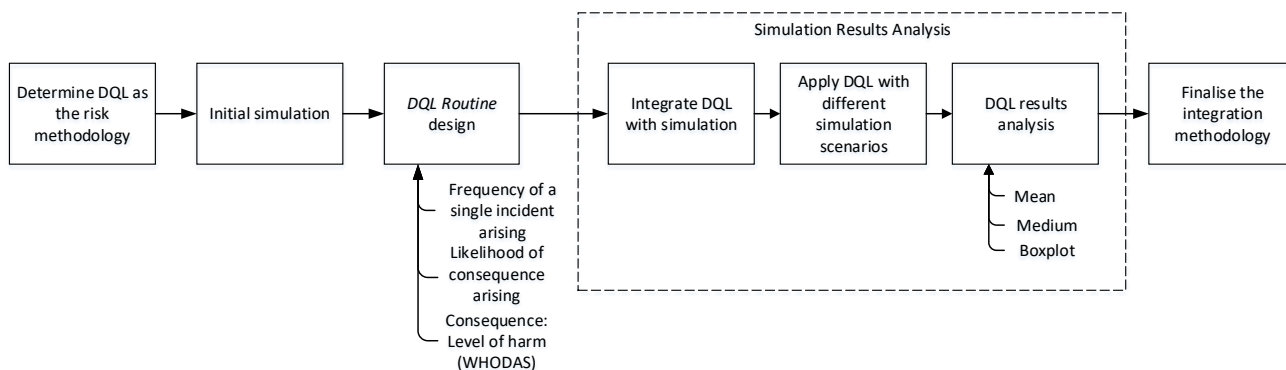 Simulation Results Analysis
Determine DQL as
the risk
methodology
Initial simulation
DQL Routine
design
Integrate DQL
with simulation
Apply DQL with
different
simulation
scenarios
DQL results
analysis
Finalise the
integration
methodology
Frequency of a
single incident
arising
Likelihood of
consequence
arising
Consequence:
Level of harm
(WHODAS)
Mean
Medium
Boxplot